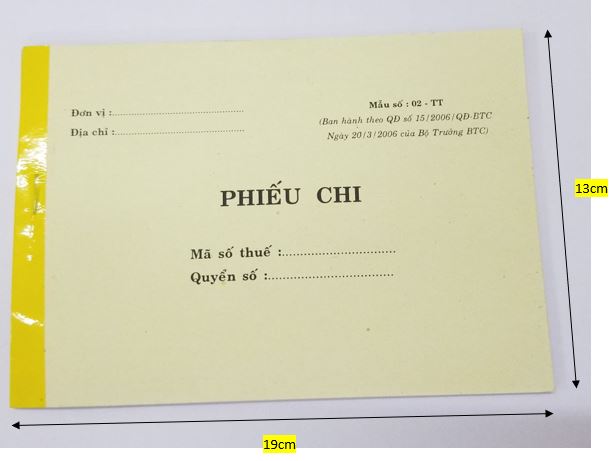 Đơn vị :............................................
Địa chỉ :............................................
Mẫu số : 02 - TT
(Ban hành theo QĐ số 15/2006/QĐ-BTC
Ngày 20/3/2006 của Bộ Trưởng BTC)
PHIẾU CHI
Mã số thuế :...............................
Quyển số :..................................
13cm
19cm